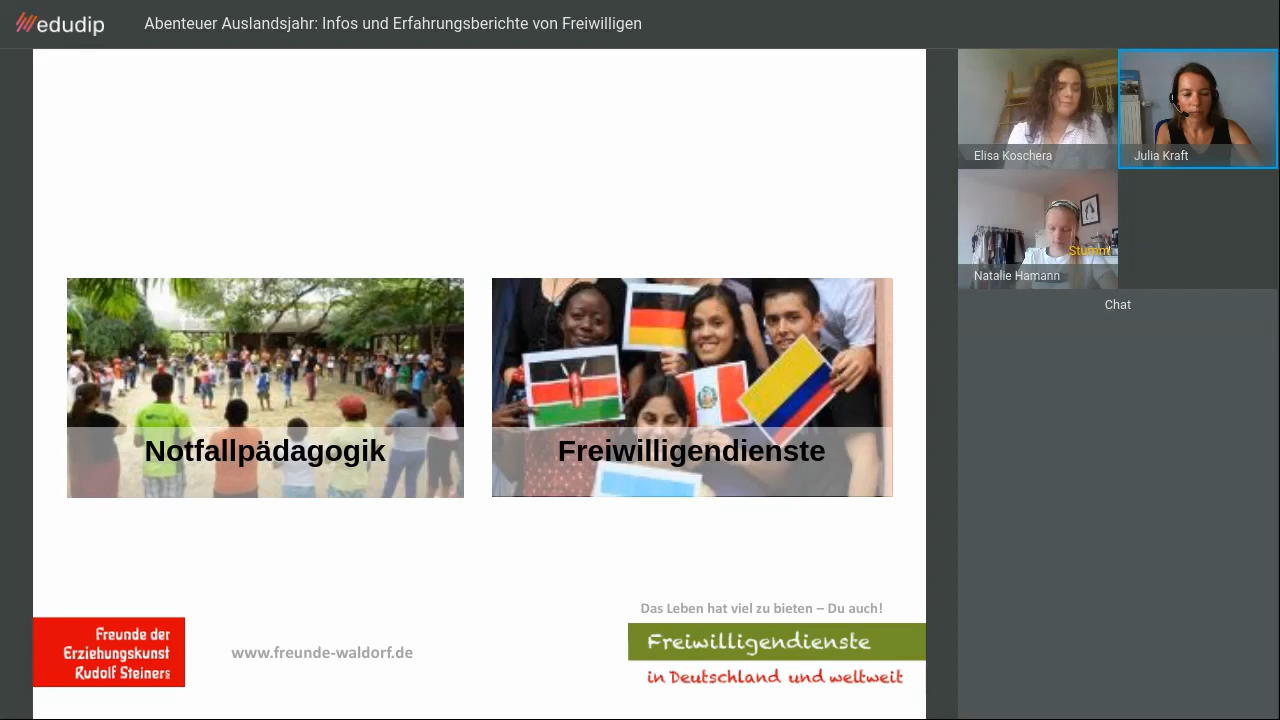 edudip
Abenteuer Auslandsjahr: Infos und Erfahrungsberichte von Freiwilligen
Elisa Koschera
Julia Kraft
Stumm!
Natalie Hamann
Chat
Notfallpädagogik
Freiwilligendienste
Das Leben hat viel zu bieten – Du auch!
Freunde der
Erziehungskunst
Rudolf Steiners
www.freunde-waldorf.de
Freiwilligendienste
in Deutschland und weltweit